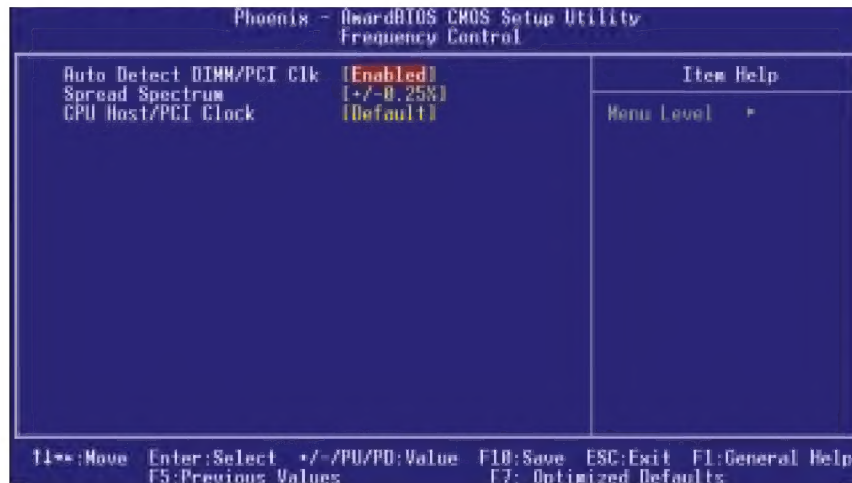 Phoenix - AwardBIOS CMOS Setup Utility
Frequency Control
Auto Detect DIMM/PCI Clk [Enabled]
Spread Spectrum [+/-0.25%]
CPU Host/PCI Clock [Default]
Item Help
Menu Level ►
↑↓→←:Move Enter:Select +/-/PU/PD:Value F10:Save ESC:Exit F1:General Help
F5:Previous Values F7: Optimized Defaults